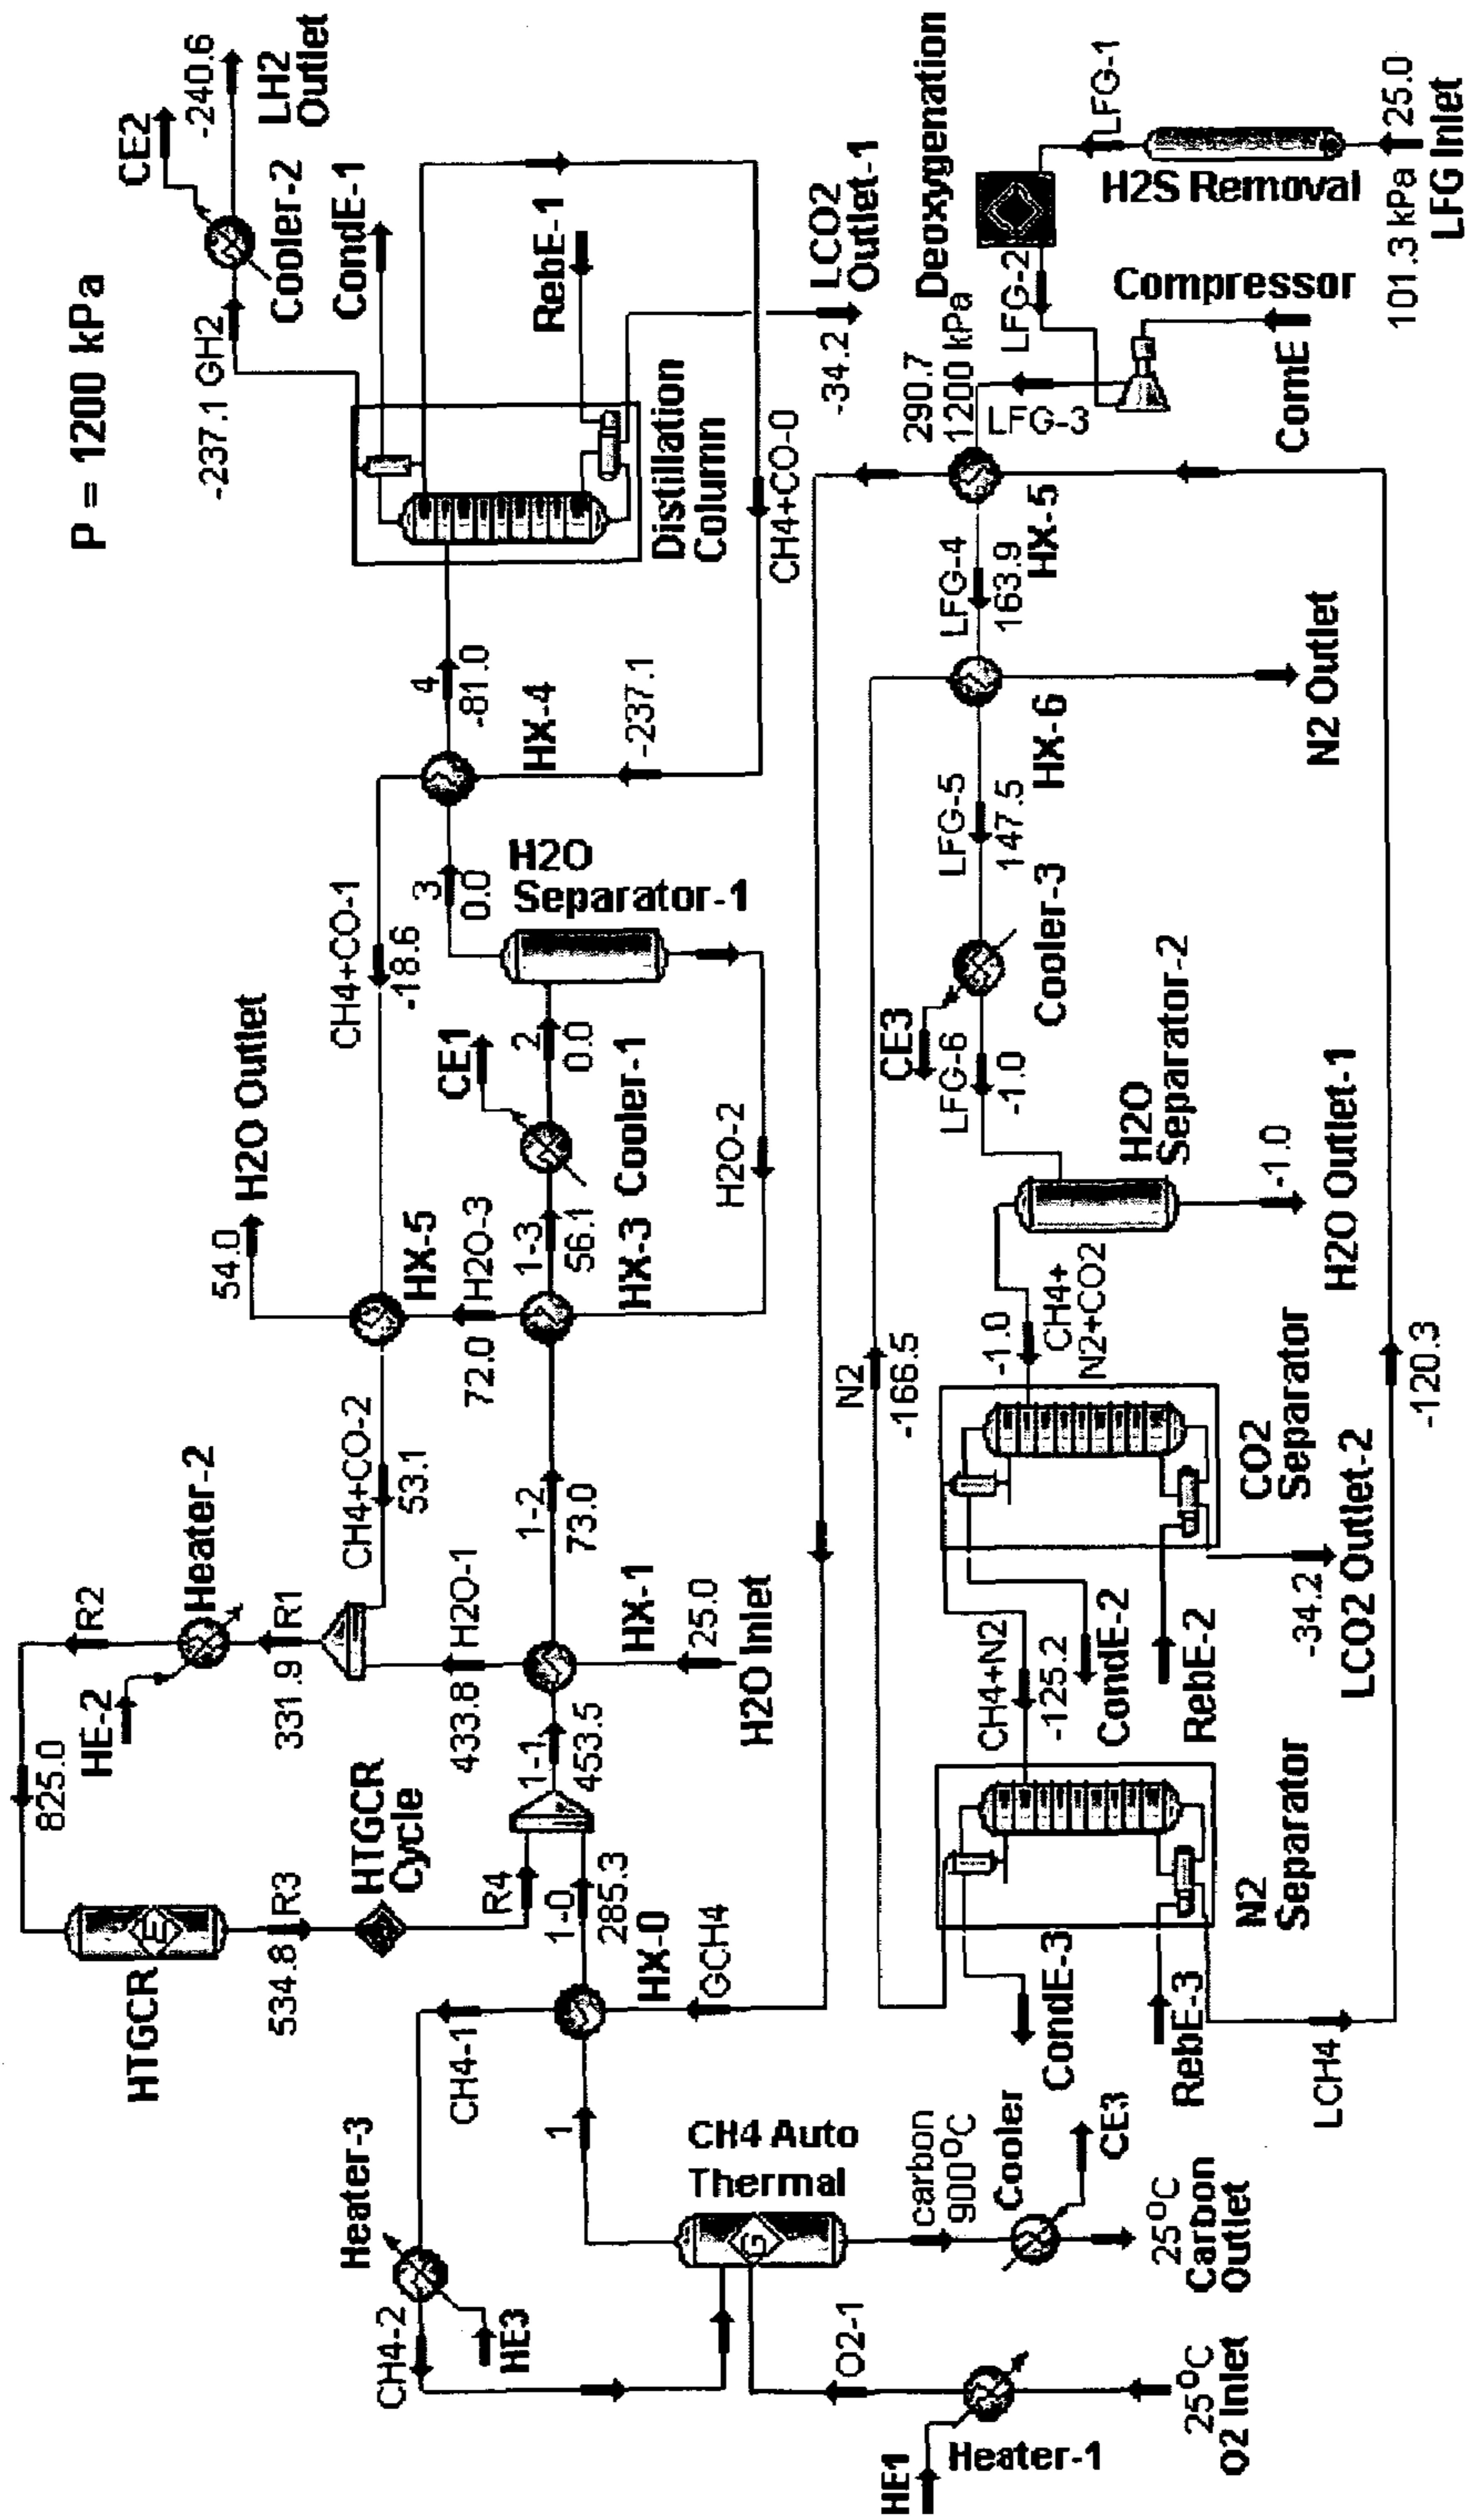 P = 1200 kPa
HTGCR
825.0
HE-2
R2
Heater-2
CE2
-240.6
LH2
Outlet
534.8
R3
331.9
R1
54.0
H2O Outlet
-237.1
GH2
Cooler-2
Heater-3
HTGCR
Cycle
CH4+CO-2
53.1
CH4+CO-1
-18.6
HX-5
CondE-1
CH4-2
CH4-1
R4
433.8
H2O-1
72.0
H2O-3
CE1
3
0.0
4
-81.0
HE3
1
1-0
285.3
1-1
453.5
1-2
73.0
1-3
56.1
2
0.0
H2O
Separator-1
HX-4
RebE-1
HX-0
HX-1
HX-3
Cooler-1
-237.1
Distillation
Column
CH4 Auto
Thermal
GCH4
25.0
H2O Inlet
H2O-2
CH4+CO-0
LCO2
Outlet-1
-34.2
O2-1
carbon
900°C
N2
-166.5
CE3
LFG-6
-1.0
LFG-5
147.5
LFG-4
163.9
290.7
1200 kPa
LFG-3
LFG-2
Deoxygenation
HE1
Heater-1
Cooler
CE3
CondE-3
CH4+N2
-125.2
-1.0
CH4+
N2+CO2
Cooler-3
HX-6
HX-5
LFG-1
25°C
O2 Inlet
25°C
Carbon
Outlet
RebE-3
CondE-2
RebE-2
H2O
Separator-2
Compressor
H2S Removal
N2
Separator
CO2
Separator
-1.0
H2O Outlet-1
N2 Outlet
ComE
LCH4
-34.2
LCO2 Outlet-2
-120.3
101.3 kPa
25.0
LFG Inlet
E
G